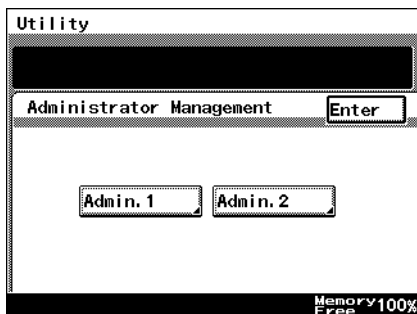 Utility
Administrator Management
Enter
Admin.1
Admin.2
Memory
Free 100%